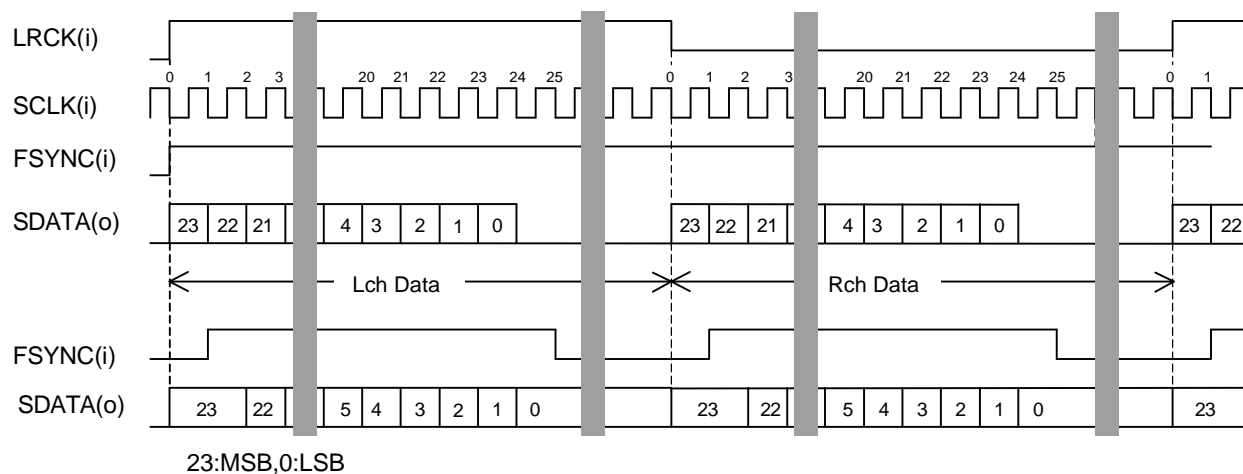 LRCK(i)
0 1 2 3 20 21 22 23 24 25 0 1 2 3 20 21 22 23 24 25 0 1
SCLK(i)
FSYNC(i)
SDATA(o) 23 22 21 4 3 2 1 0 23 22 21 4 3 2 1 0 23 22
Lch Data Rch Data
FSYNC(i)
SDATA(o) 23 22 5 4 3 2 1 0 23 22 5 4 3 2 1 0 23
23:MSB,0:LSB